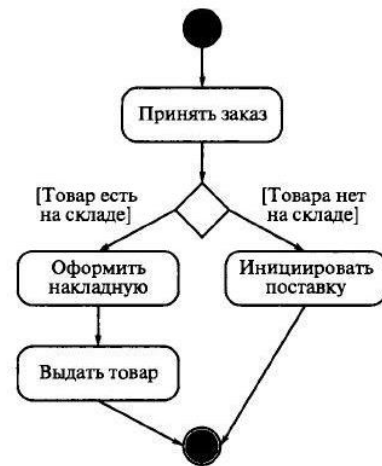 Принять заказ
[Товар есть
на складе]
[Товара нет
на складе]
Оформить
накладную
Инициировать
поставку
Выдать товар